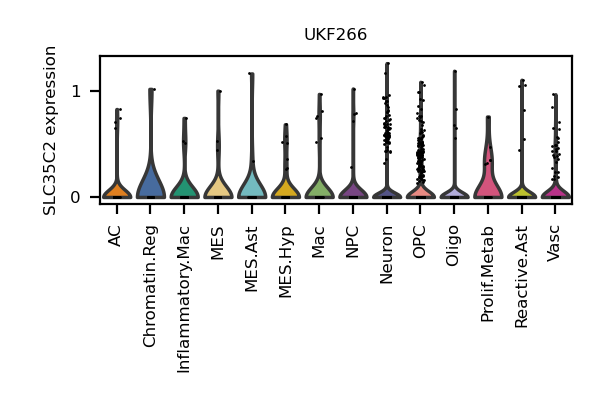 UKF266
SLC35C2 expression
1
0
AC
Chromatin.Reg
Inflammatory.Mac
MES
MES.Ast
MES.Hyp
Mac
NPC
Neuron
OPC
Oligo
Prolif.Metab
Reactive.Ast
Vasc